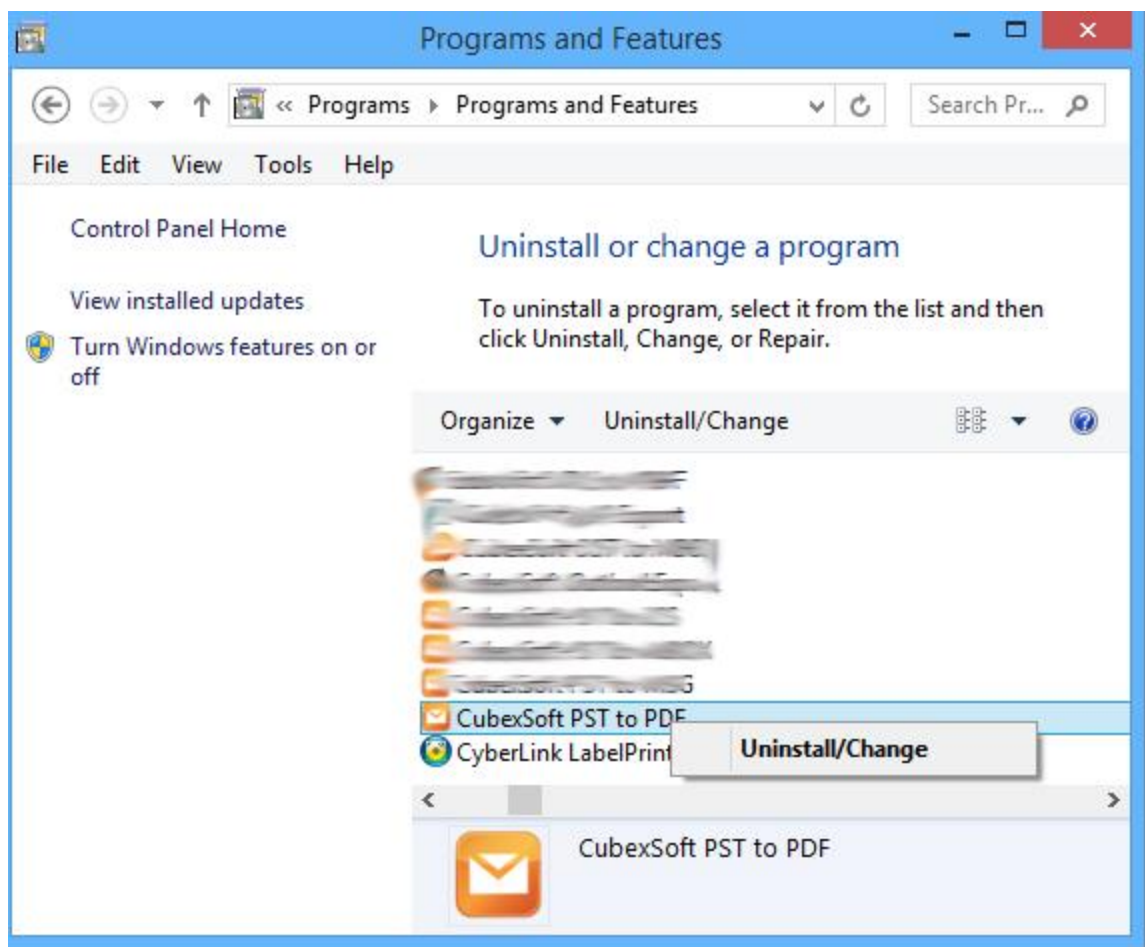 Programs and Features
« Programs Programs and Features Search Pr...
File Edit View Tools Help
Control Panel Home
View installed updates
Turn Windows features on or
off
Uninstall or change a program
To uninstall a program, select it from the list and then
click Uninstall, Change, or Repair.
Organize Uninstall/Change
CubexSoft PST to PDF
Uninstall/Change
CyberLink LabelPrint
CubexSoft PST to PDF